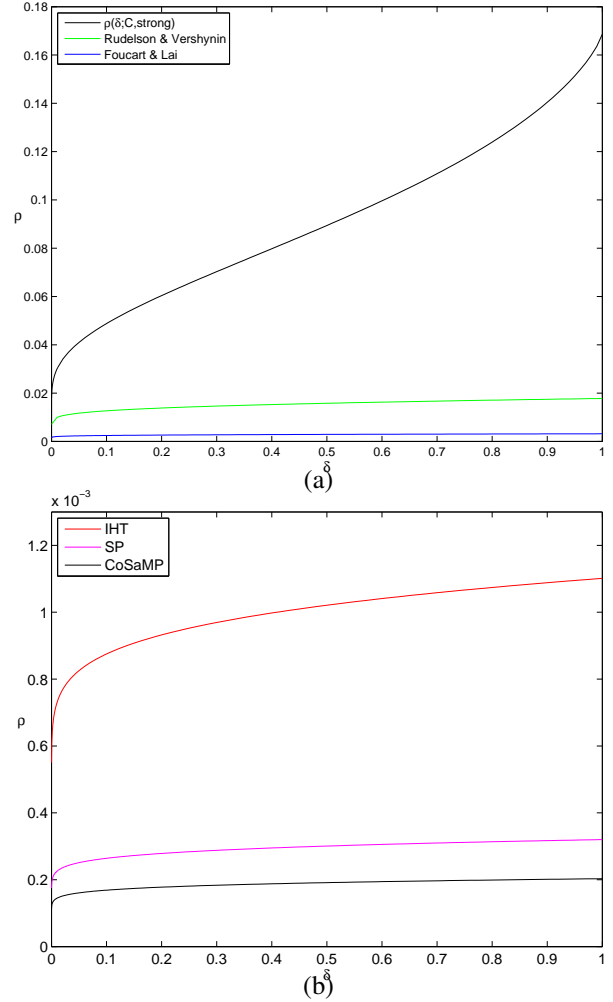 0.18
ρ(δ;C,strong)
Rudelson & Vershynin
Foucart & Lai
0.16
0.14
0.12
0.1
ρ
0.08
0.06
0.04
0.02
0
0 0.1 0.2 0.3 0.4 0.5 0.6 0.7 0.8 0.9 1
δ
(a)
x 10⁻³
IHT
SP
CoSaMP
1.2
1
0.8
ρ
0.6
0.4
0.2
0
0 0.1 0.2 0.3 0.4 0.5 0.6 0.7 0.8 0.9 1
δ
(b)